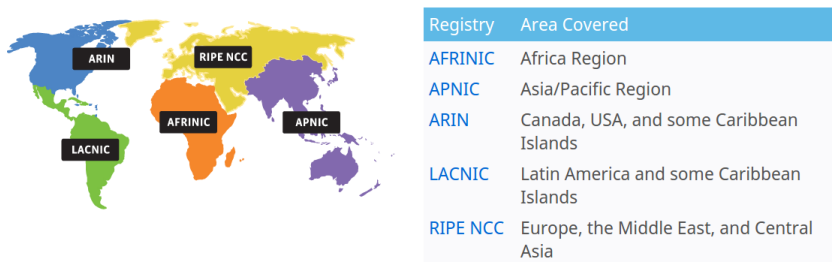 ARIN
RIPE NCC
AFRINIC
APNIC
LACNIC
Registry Area Covered
AFRINIC Africa Region
APNIC Asia/Pacific Region
ARIN Canada, USA, and some Caribbean
Islands
LACNIC Latin America and some Caribbean
Islands
RIPE NCC Europe, the Middle East, and Central
Asia